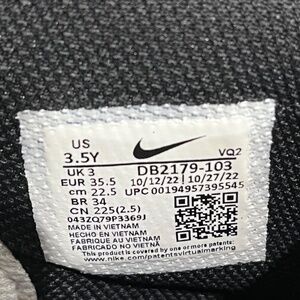 US
3.5Y
VQ2
UK 3 DB2179-103
EUR 35.5 10/12/22 10/27/22
cm 22.5 UPC 00194957395545
BR 34
CN 225(2.5)
043ZQ79P3369J
MADE IN VIETNAM
HECHO EN VIETNAM
FABRIQUE AU VIETNAM
FABRICADO NO VIETNÃ
www.nike.com/patentsvirtualmarking